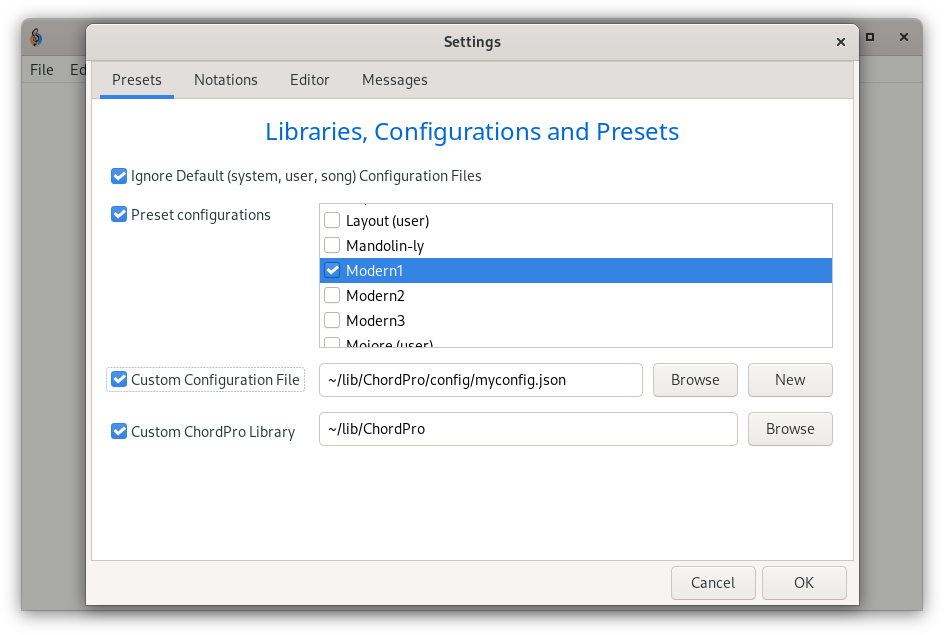 Settings
File Ed
Presets Notations Editor Messages
Libraries, Configurations and Presets
Ignore Default (system, user, song) Configuration Files
Preset configurations
Layout (user)
Mandolin-ly
Modern1
Modern2
Modern3
Mojore (user)
Custom Configuration File ~/lib/ChordPro/config/myconfig.json Browse New
Custom ChordPro Library ~/lib/ChordPro Browse
Cancel OK